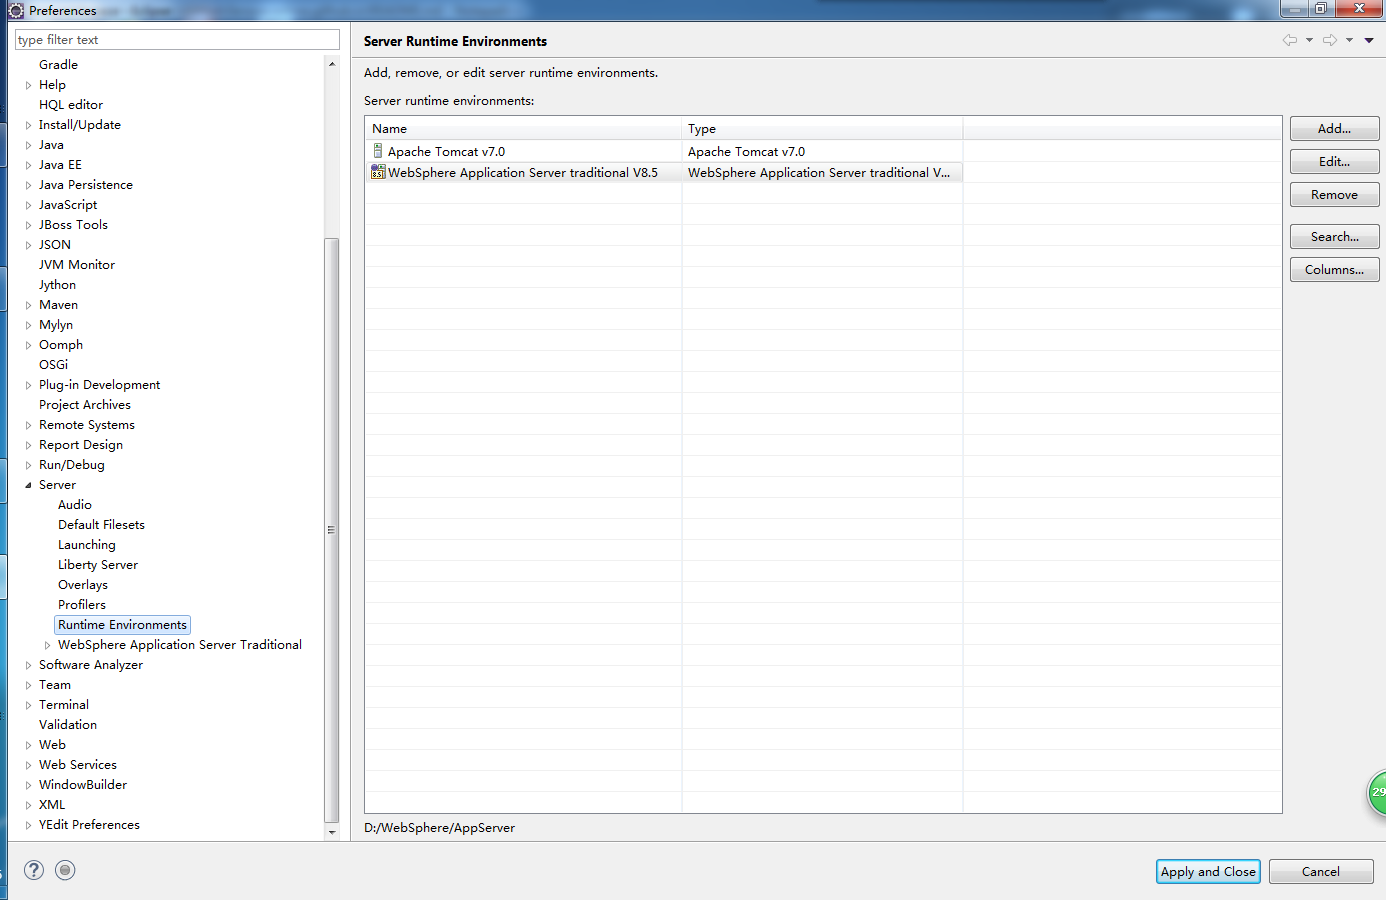 Preferences
type filter text
Gradle
Help
HQL editor
Install/Update
Java
Java EE
Java Persistence
JavaScript
JBoss Tools
JSON
JVM Monitor
Jython
Maven
Mylyn
Oomph
OSGi
Plug-in Development
Project Archives
Remote Systems
Report Design
Run/Debug
Server
Audio
Default Filesets
Launching
Liberty Server
Overlays
Profilers
Runtime Environments
WebSphere Application Server Traditional
Software Analyzer
Team
Terminal
Validation
Web
Web Services
WindowBuilder
XML
YEdit Preferences
Server Runtime Environments
Add, remove, or edit server runtime environments.
Server runtime environments:
Name Type
Apache Tomcat v7.0 Apache Tomcat v7.0
8.5 WebSphere Application Server traditional V8.5 WebSphere Application Server traditional V...
Add...
Edit...
Remove
Search...
Columns...
29
D:/WebSphere/AppServer
?
Apply and Close Cancel